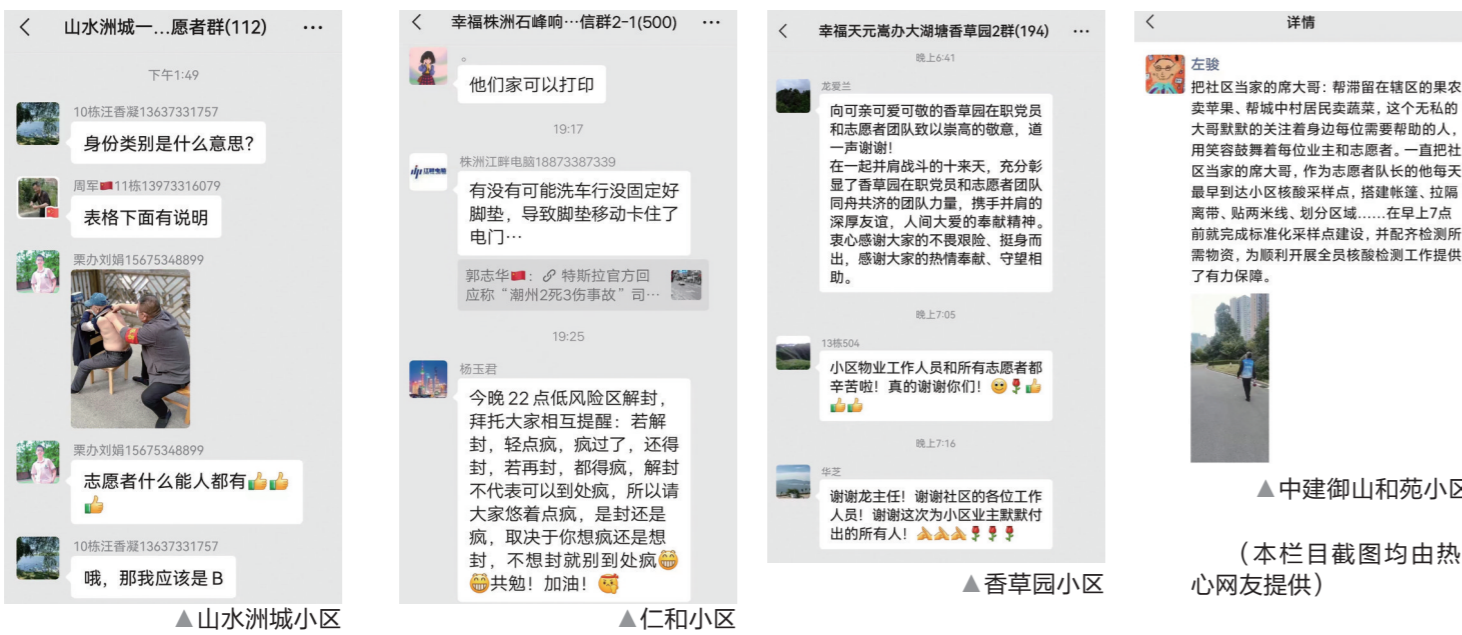 山水洲城一...愿者群(112)
下午1:49
10栋汪香凝13637331757
身份类别是什么意思?
周军🇨🇳11栋13973316079
表格下面有说明
栗办刘娟15675348899
栗办刘娟15675348899
志愿者什么能人都有👍👍
👍
10栋汪香凝13637331757
哦，那我应该是B
▲山水洲城小区
幸福株洲石峰响…信群2-1(500)
。
他们家可以打印
19:17
株洲江畔电脑18873387339
有没有可能洗车行没固定好
脚垫，导致脚垫移动卡住了
电门…
郭志华🇨🇳：🔗 特斯拉官方回
应称“潮州2死3伤事故”司…
19:25
杨玉君
今晚22点低风险区解封，
拜托大家相互提醒：若解
封，轻点疯，疯过了，还得
封，若再封，都得疯，解封
不代表可以到处疯，所以请
大家悠着点疯，是封还是
疯，取决于你想疯还是想
封，不想封就别到处疯😁
😁共勉！加油！
▲仁和小区
幸福天元嵩办大湖塘香草园2群(194)
晚上6:41
龙爱兰
向可亲可爱可敬的香草园在职党员
和志愿者团队致以崇高的敬意，道
一声谢谢!
在一起并肩战斗的十来天，充分彰
显了香草园在职党员和志愿者团队
同舟共济的团队力量，携手并肩的
深厚友谊，人间大爱的奉献精神。
衷心感谢大家的不畏艰险、挺身而
出，感谢大家的热情奉献、守望相
助。
晚上7:05
13栋504
小区物业工作人员和所有志愿者都
辛苦啦！真的谢谢你们！🙂🌹👍
👍👍
晚上7:16
华芝
谢谢龙主任！谢谢社区的各位工作
人员！谢谢这次为小区业主默默付
出的所有人！🙏🙏🙏🌹🌹🌹
▲香草园小区
详情
左骏
把社区当家的席大哥：帮滞留在辖区的果农
卖苹果、帮城中村居民卖蔬菜，这个无私的
大哥默默的关注着身边每位需要帮助的人，
用笑容鼓舞着每位业主和志愿者。一直把社
区当家的席大哥，作为志愿者队长的他每天
最早到达小区核酸采样点，搭建帐篷、拉隔
离带、贴两米线、划分区域……在早上7点
前就完成标准化采样点建设，并配齐检测所
需物资，为顺利开展全员核酸检测工作提供
了有力保障。
▲中建御山和苑小区
（本栏目截图均由热
心网友提供）